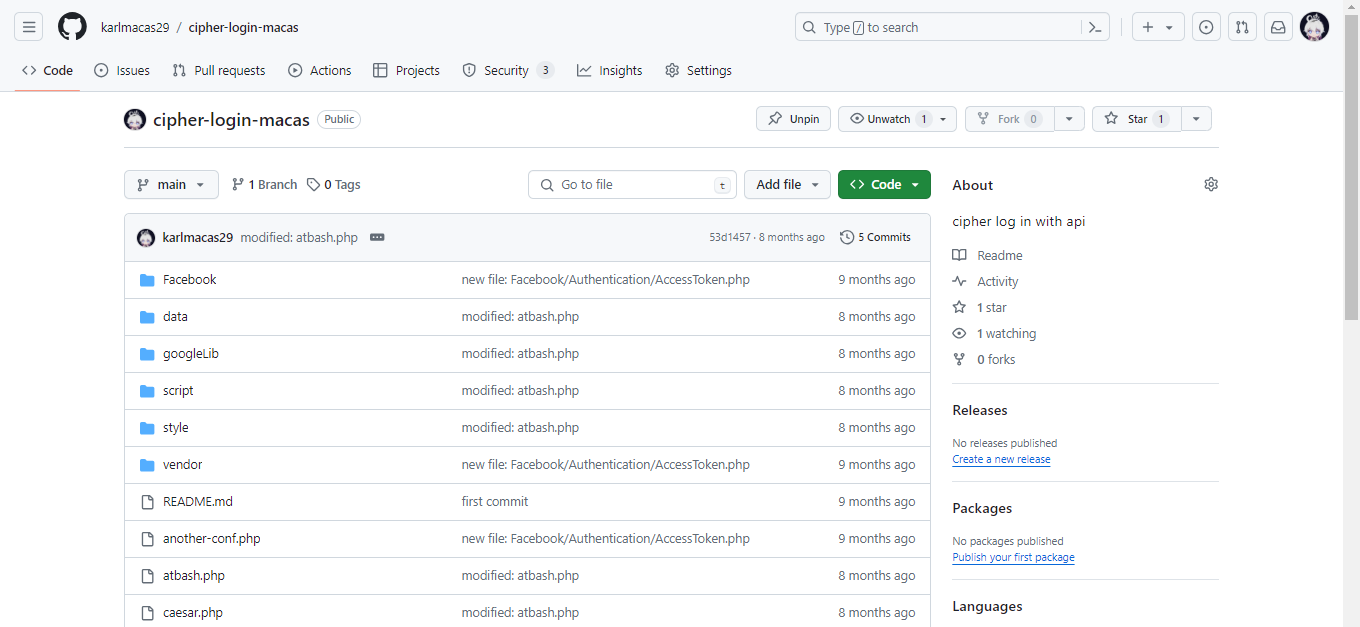 karlmacas29 / cipher-login-macas Type / to search
Code Issues Pull requests Actions Projects Security 3 Insights Settings
cipher-login-macas Public Unpin Unwatch 1 Fork 0 Star 1
main 1 Branch 0 Tags Go to file t Add file Code
karlmacas29 modified: atbash.php 53d1457 · 8 months ago 5 Commits
Facebook new file: Facebook/Authentication/AccessToken.php 9 months ago
data modified: atbash.php 8 months ago
googleLib modified: atbash.php 8 months ago
script modified: atbash.php 8 months ago
style modified: atbash.php 8 months ago
vendor new file: Facebook/Authentication/AccessToken.php 9 months ago
README.md first commit 9 months ago
another-conf.php new file: Facebook/Authentication/AccessToken.php 9 months ago
atbash.php modified: atbash.php 8 months ago
caesar.php modified: atbash.php 8 months ago
About
cipher log in with api
Readme
Activity
1 star
1 watching
0 forks
Releases
No releases published
Create a new release
Packages
No packages published
Publish your first package
Languages